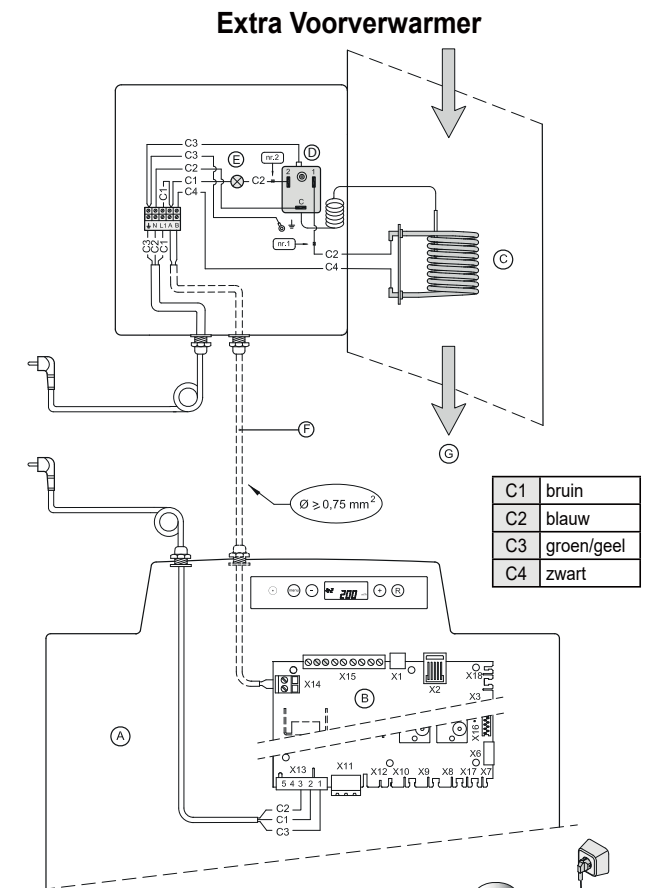 Extra Voorverwarmer
C3
C3
C2
C1
C4
C1
E
C2
nr.2
D
2 1
C
nr.1
N L1 A B
C3
C2
C1
C2
C4
C
F
G
Ø ≥ 0,75 mm²
C1 bruin
C2 blauw
C3 groen/geel
C4 zwart
menu - 200 + R
X14
X15
X1
X2
X18
X3
B
X16
X6
A
X13
X11
X12 X10 X9 X8 X17 X7
5 4 3 2 1
C2
C1
C3